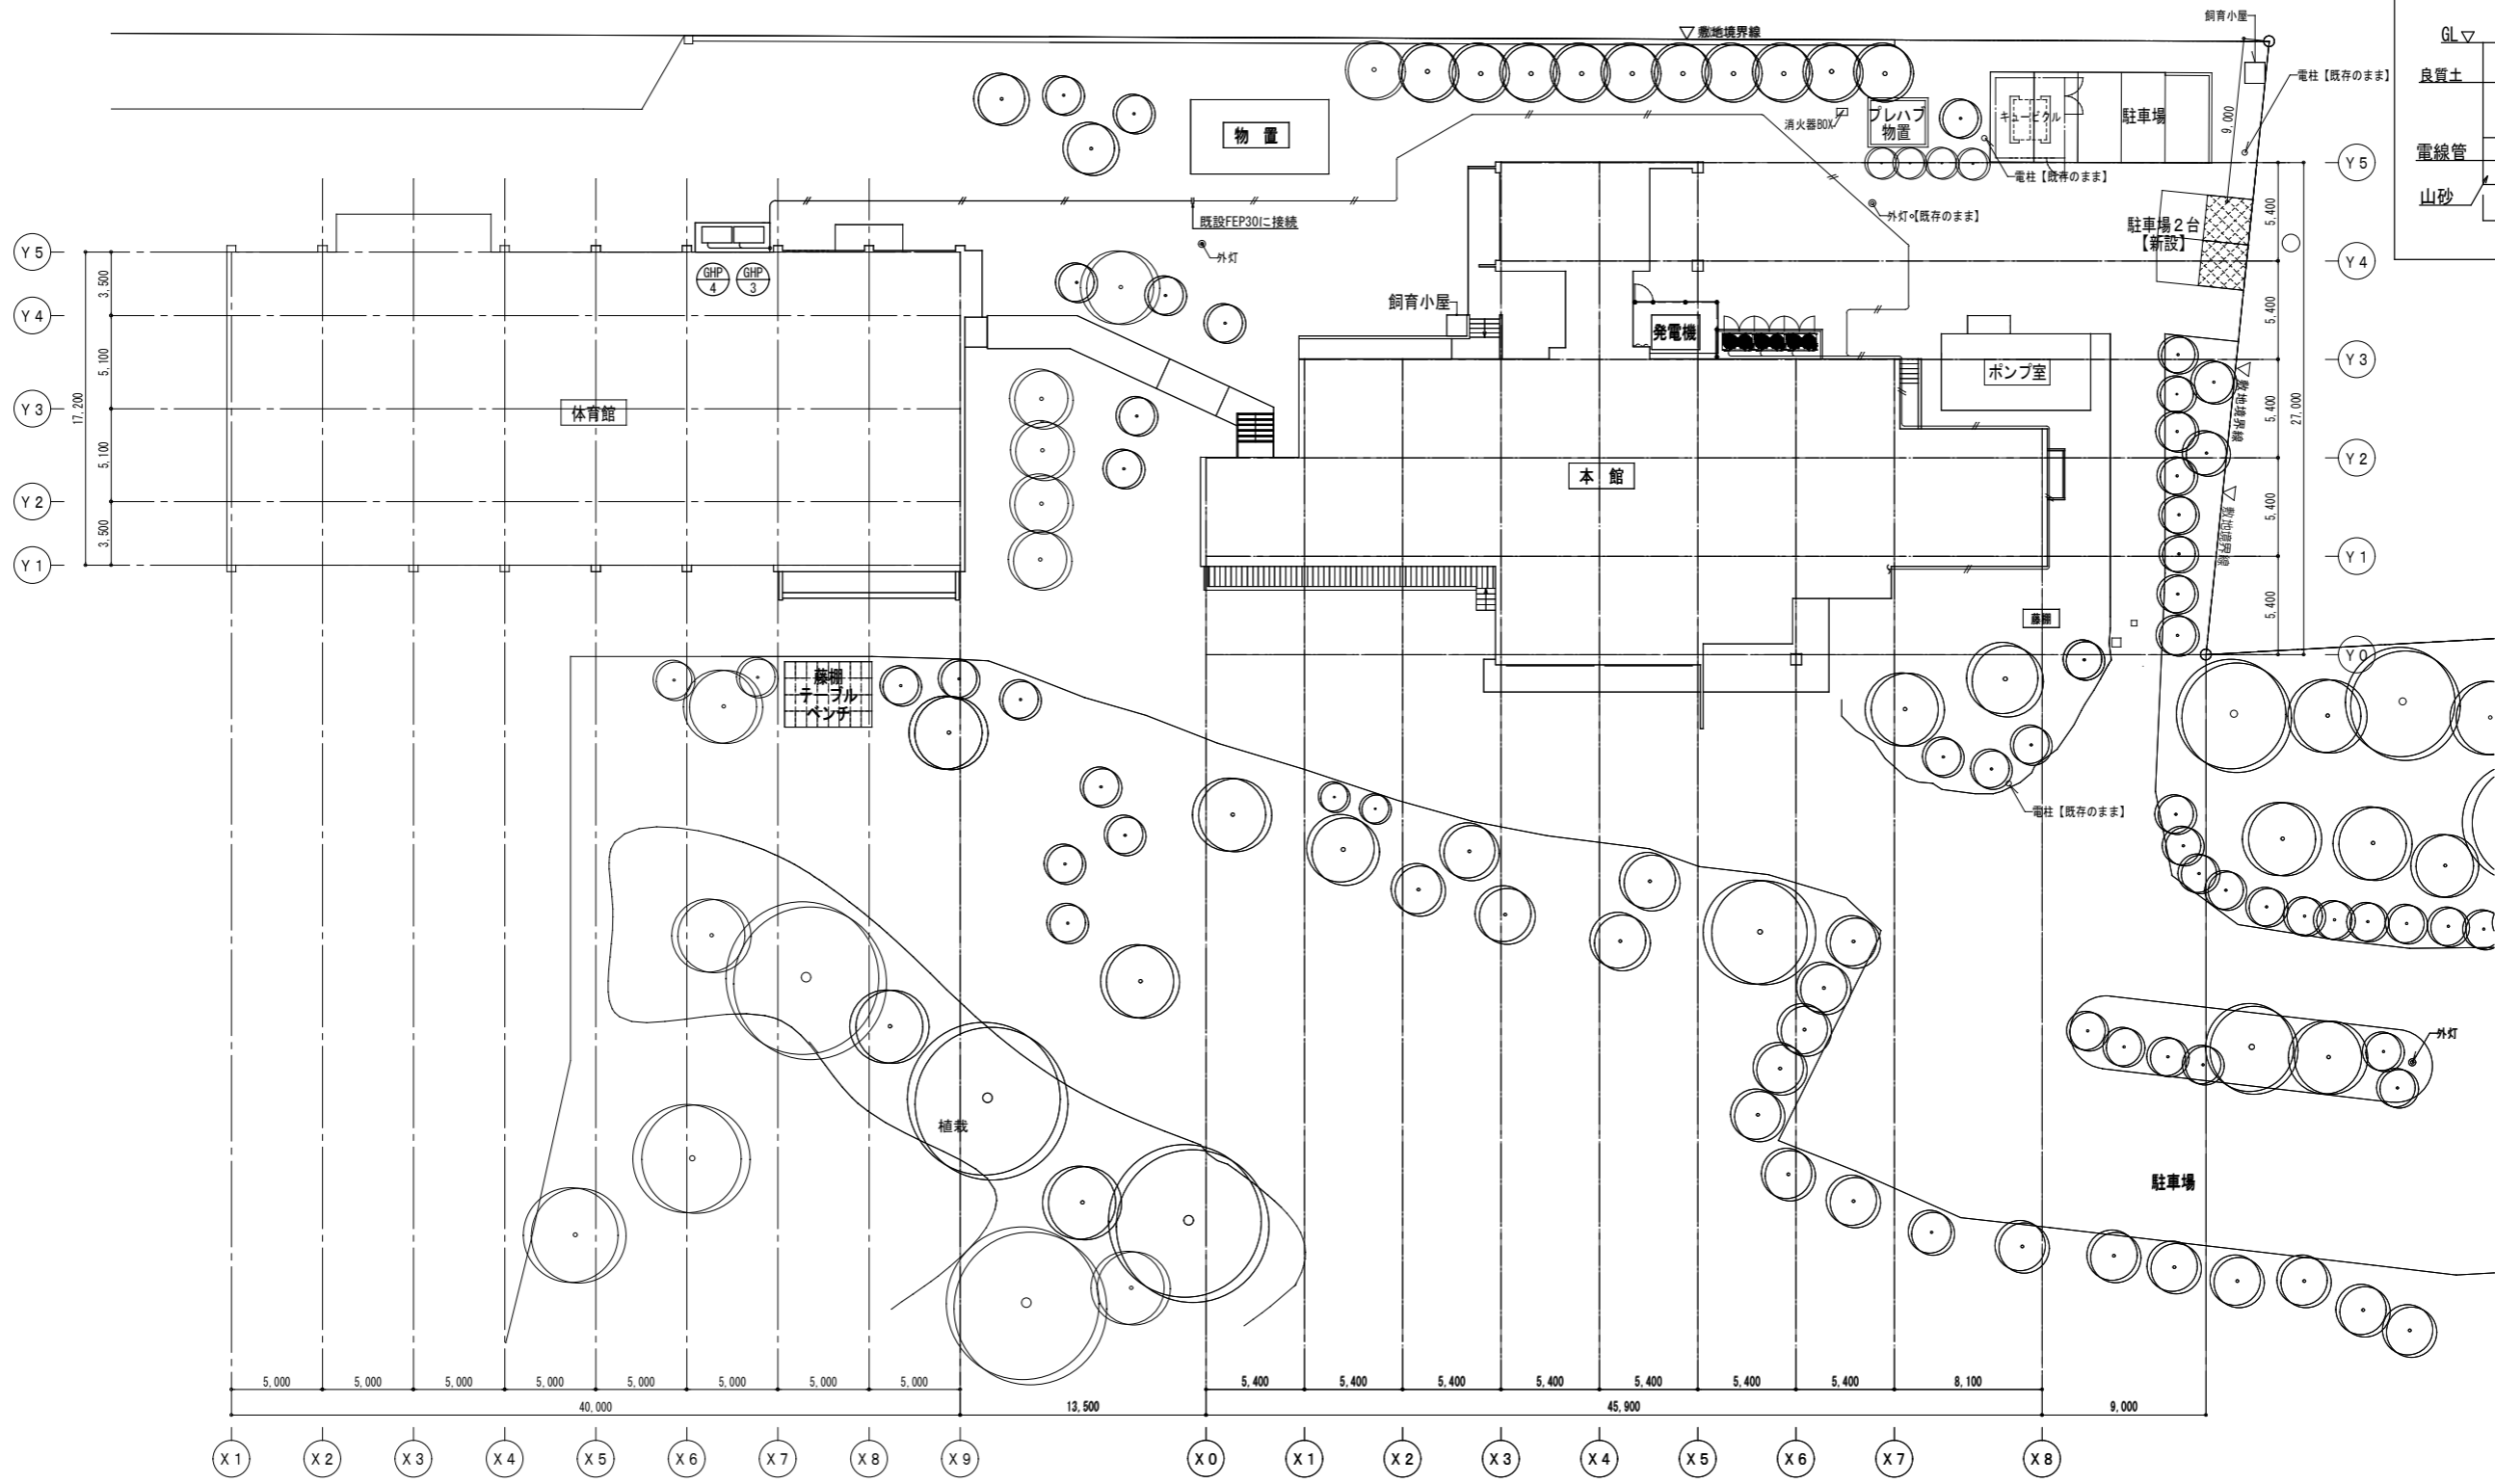 飼育小屋
敷地境界線
GL
良質土
電線管
山砂
電柱【既存のまま】
9,000
駐車場
キュービクル
プレハブ
物置
消火器BOX
物 置
電柱【既存のまま】
Y5
外灯【既存のまま】
既設FEP30に接続
外灯
駐車場2台
【新設】
5,400
Y4
Y5
3,500
GHP
4
GHP
3
Y4
飼育小屋
発電機
5,400
ポンプ室
Y3
敷地境界線
5,100
17,200
体育館
Y3
5,400
27,000
5,100
本 館
Y2
Y2
敷地境界線
5,400
3,500
Y1
Y1
藤棚
5,400
Y0
藤棚
テーブル
ベンチ
電柱【既存のまま】
外灯
植栽
駐車場
5,000
5,000
5,000
5,000
5,000
5,000
5,000
5,000
5,400
5,400
5,400
5,400
5,400
5,400
5,400
8,100
40,000
13,500
45,900
9,000
X1
X2
X3
X4
X5
X6
X7
X8
X9
X0
X1
X2
X3
X4
X5
X6
X7
X8